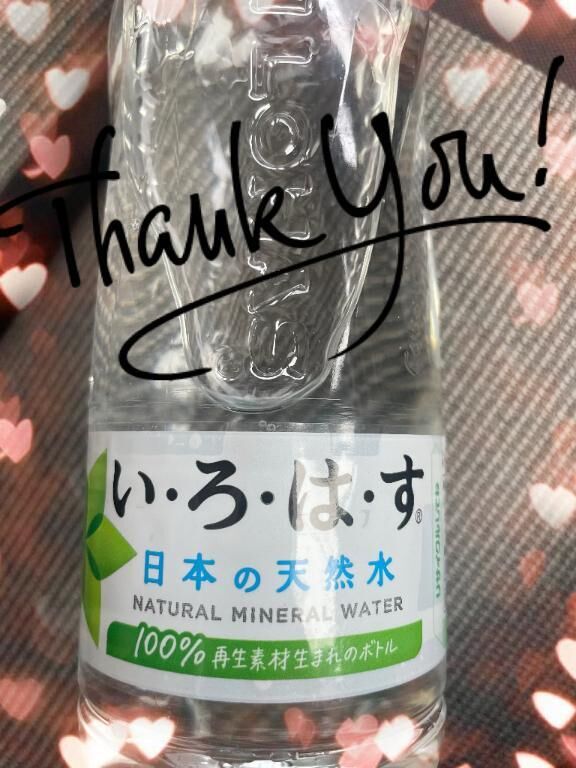 Thank You!
い・ろ・は・す®
日本の天然水
NATURAL MINERAL WATER
100%再生素材生まれのボトル